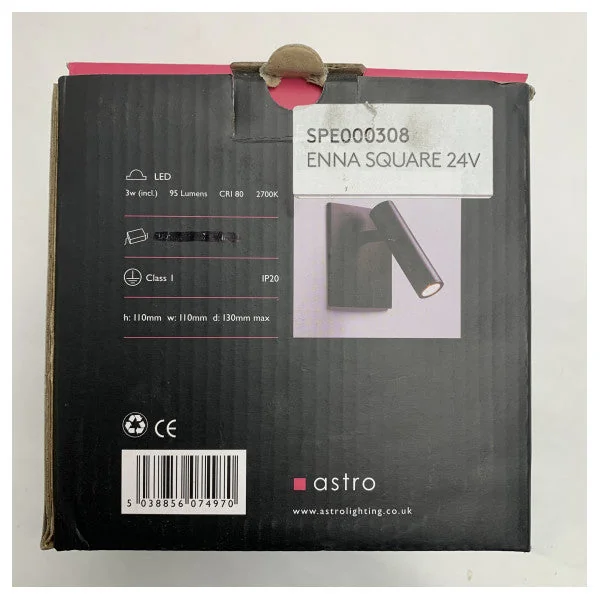 SPE000308
ENNA SQUARE 24V
LED
3w (incl.) 95 Lumens CRI 80 2700K
Class I IP20
h: 110mm w: 110mm d: 130mm max
CE
5 038856 074970
astro
www.astrolighting.co.uk